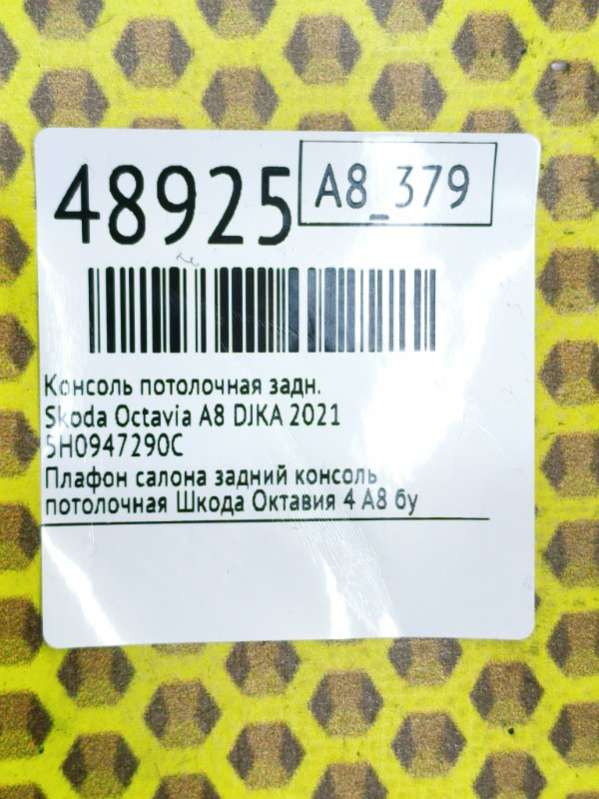 48925
A8_379
Консоль потолочная задн.
Skoda Octavia A8 DJKA 2021
5H0947290C
Плафон салона задний консоль
потолочная Шкода Октавия 4 A8 бу